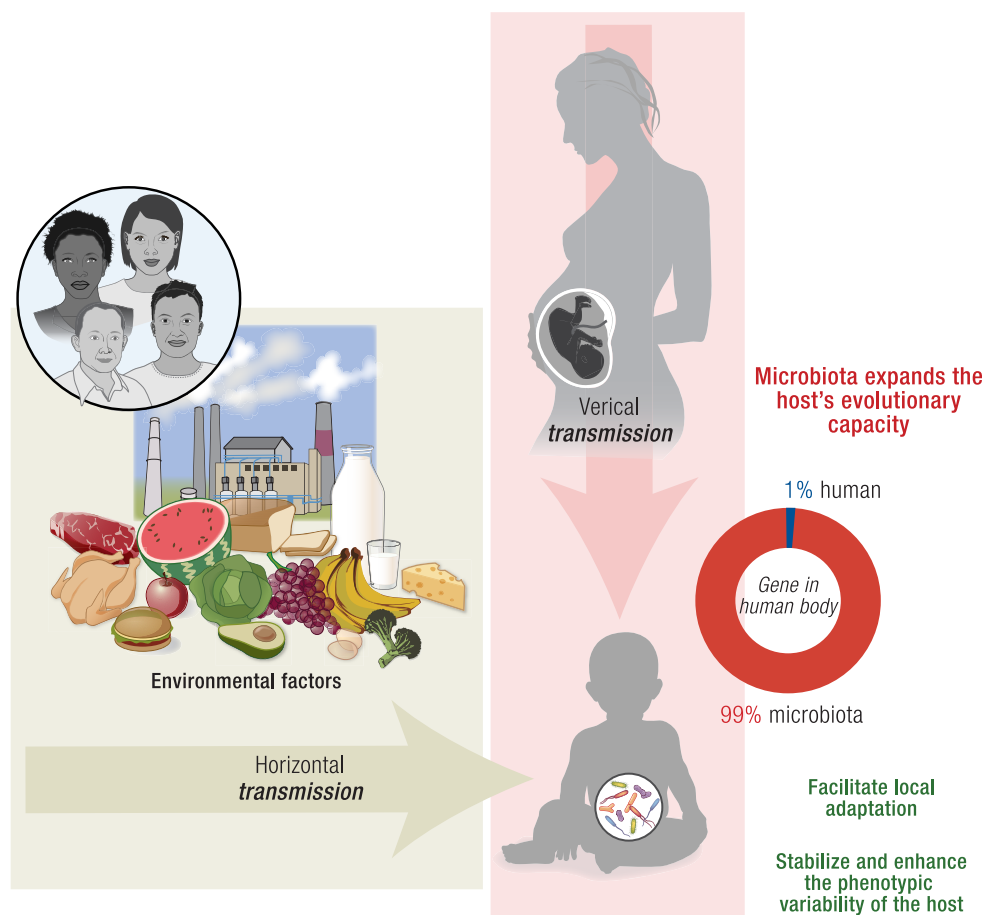 Verical
transmission
Microbiota expands the
host's evolutionary
capacity
1% human
Gene in
human body
99% microbiota
Environmental factors
Horizontal
transmission
Facilitate local
adaptation
Stabilize and enhance
the phenotypic
variability of the host